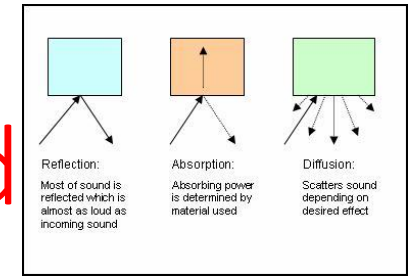 d
Reflection:
Most of sound is
reflected which is
almost as loud as
incoming sound
Absorption:
Absorbing power
is determined by
material used
Diffusion:
Scatters sound
depending on
desired effect